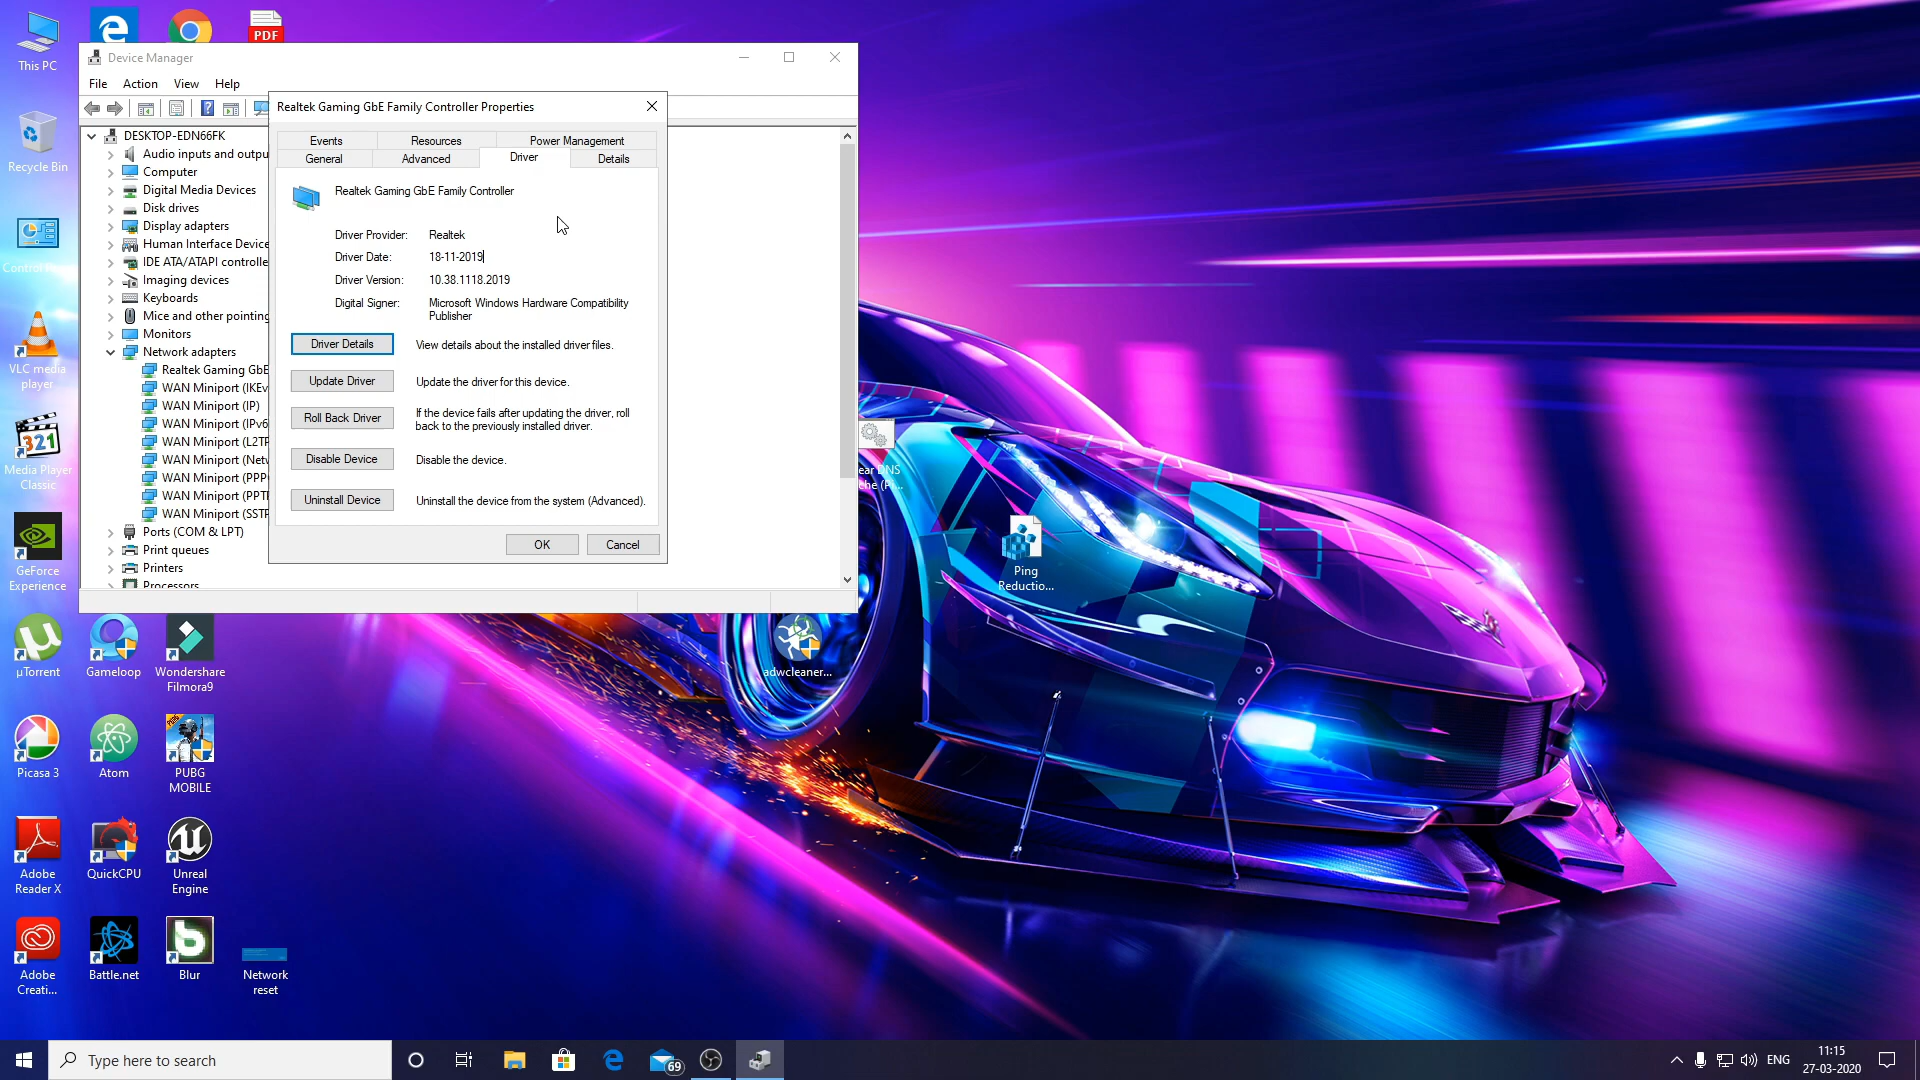 This PC
PDF
Recycle Bin
VLC media
player
Media Player
Classic
GeForce
Experience
µTorrent
Gameloop
Wondershare
Filmora9
Picasa 3
Atom
PUBG
MOBILE
Adobe
Reader X
QuickCPU
Unreal
Engine
Adobe
Creati...
Battle.net
Blur
Network
reset
Device Manager
File Action View Help
DESKTOP-EDN66FK
Audio inputs and outpu
Computer
Digital Media Devices
Disk drives
Display adapters
Human Interface Device
IDE ATA/ATAPI controlle
Imaging devices
Keyboards
Mice and other pointing
Monitors
Network adapters
Realtek Gaming GbE
WAN Miniport (IKEv
WAN Miniport (IP)
WAN Miniport (IPv6
WAN Miniport (L2TP
WAN Miniport (Netw
WAN Miniport (PPPO
WAN Miniport (PPTP
WAN Miniport (SSTP
Ports (COM & LPT)
Print queues
Printers
Processors
Realtek Gaming GbE Family Controller Properties
Events Resources Power Management
General Advanced Driver Details
Realtek Gaming GbE Family Controller
Driver Provider: Realtek
Driver Date: 18-11-2019
Driver Version: 10.38.1118.2019
Digital Signer: Microsoft Windows Hardware Compatibility
Publisher
Driver Details View details about the installed driver files.
Update Driver Update the driver for this device.
Roll Back Driver If the device fails after updating the driver, roll
back to the previously installed driver.
Disable Device Disable the device.
Uninstall Device Uninstall the device from the system (Advanced).
OK Cancel
ear DNS
che (Pi...
Ping
Reductio...
adwcleaner...
Type here to search
69
ENG
11:15
27-03-2020